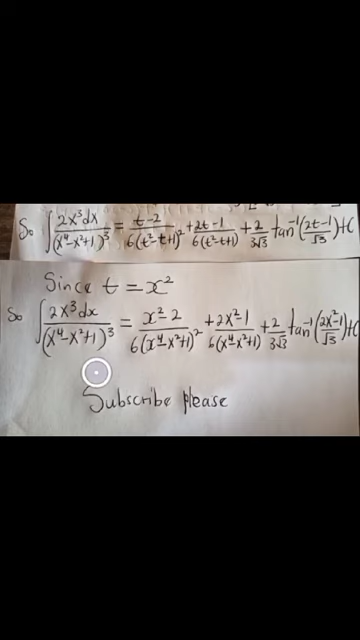 So ∫ 2x³dx/(x⁴-x²+1)³ = t-2/6(t²-t+1)² + 2t-1/6(t²-t+1) + 2/3√3 tan⁻¹(2t-1/√3)+C
Since t = x²
So ∫ 2x³dx/(x⁴-x²+1)³ = x²-2/6(x⁴-x²+1)² + 2x²-1/6(x⁴-x²+1) + 2/3√3 tan⁻¹(2x²-1/√3)+C
Subscribe please